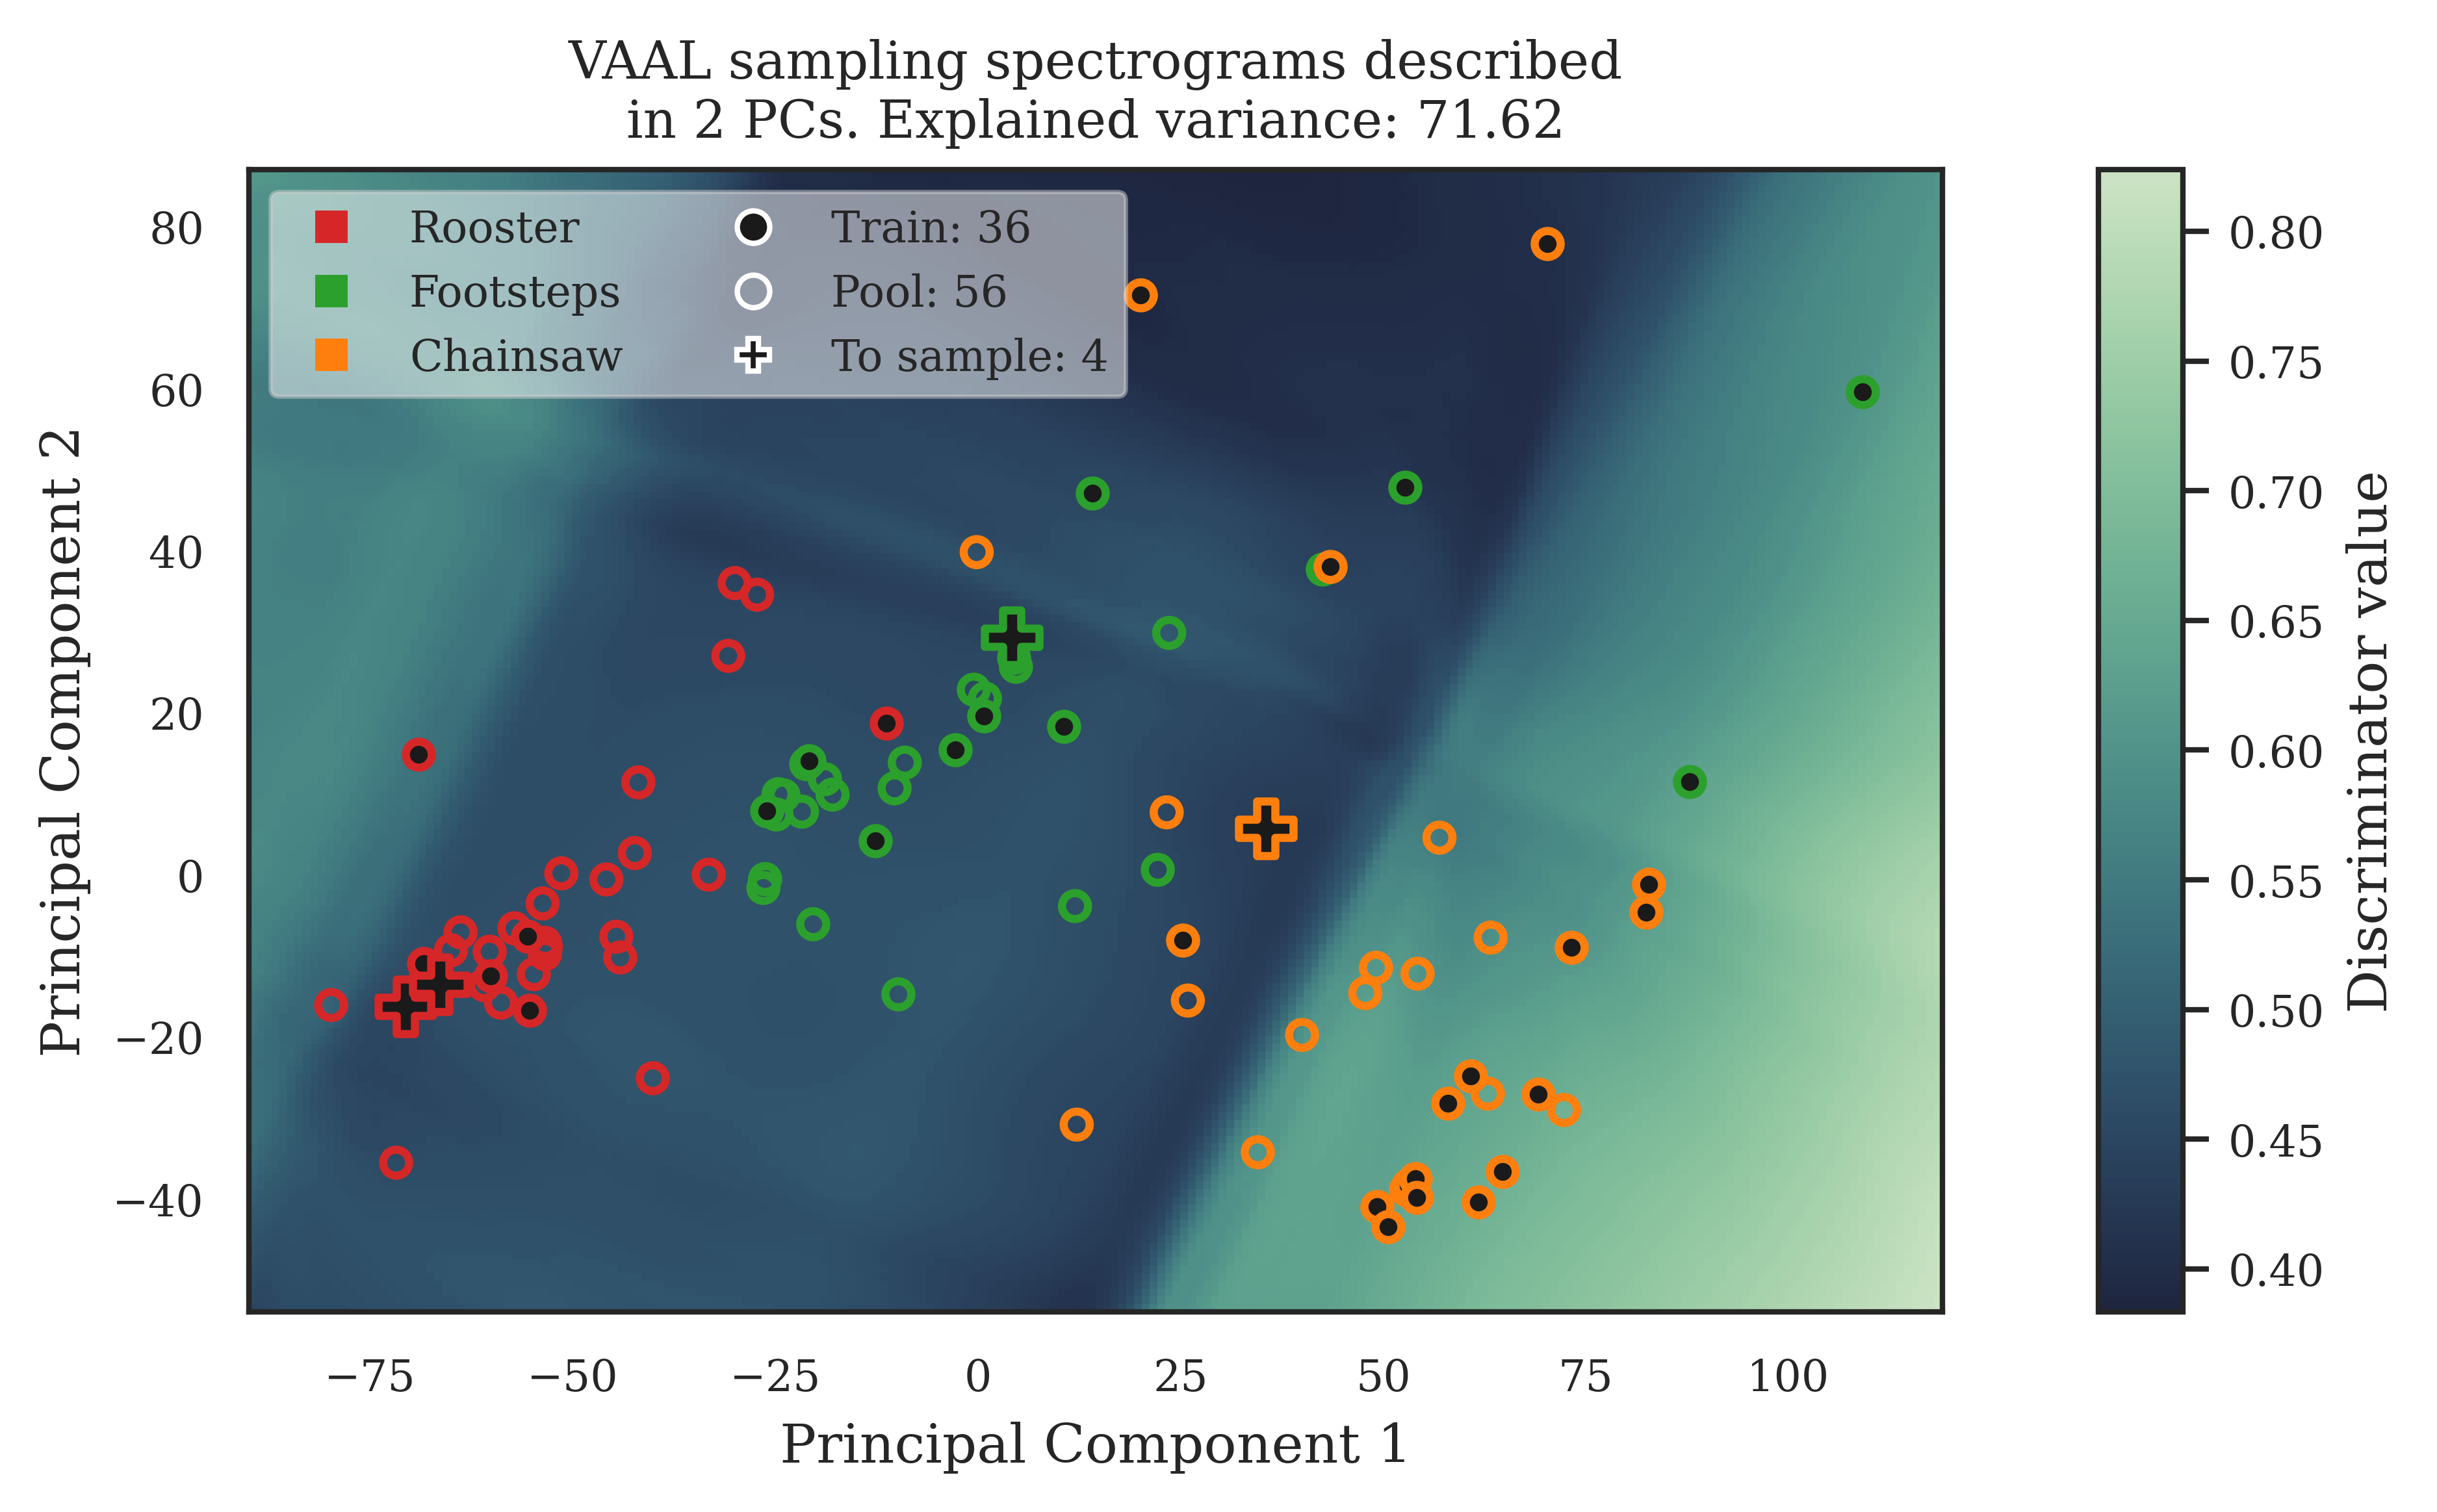 VAAL sampling spectrograms described
in 2 PCs. Explained variance: 71.62
Rooster
Footsteps
Chainsaw
Train: 36
Pool: 56
To sample: 4
Principal Component 2
80
60
40
20
0
−20
−40
−75
−50
−25
0
25
50
75
100
Principal Component 1
0.80
0.75
0.70
0.65
0.60
0.55
0.50
0.45
0.40
Discriminator value